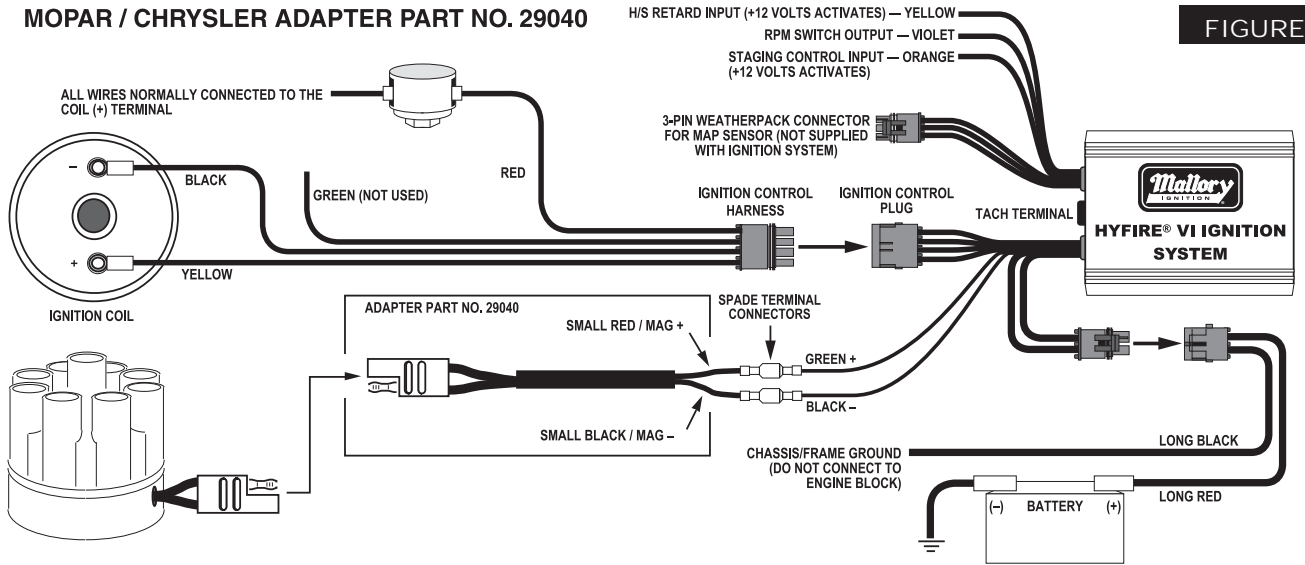 MOPAR / CHRYSLER ADAPTER PART NO. 29040
H/S RETARD INPUT (+12 VOLTS ACTIVATES) — YELLOW
RPM SWITCH OUTPUT — VIOLET
STAGING CONTROL INPUT — ORANGE
(+12 VOLTS ACTIVATES)
FIGURE
ALL WIRES NORMALLY CONNECTED TO THE
COIL (+) TERMINAL
3-PIN WEATHERPACK CONNECTOR
FOR MAP SENSOR (NOT SUPPLIED
WITH IGNITION SYSTEM)
–
BLACK
GREEN (NOT USED)
RED
IGNITION CONTROL
HARNESS
IGNITION CONTROL
PLUG
TACH TERMINAL
Mallory
IGNITION
HYFIRE® VI IGNITION
SYSTEM
+
YELLOW
IGNITION COIL
ADAPTER PART NO. 29040
SMALL RED / MAG +
SPADE TERMINAL
CONNECTORS
GREEN +
BLACK –
SMALL BLACK / MAG –
CHASSIS/FRAME GROUND
(DO NOT CONNECT TO
ENGINE BLOCK)
LONG BLACK
LONG RED
(–) BATTERY (+)